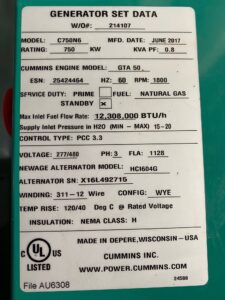 GENERATOR SET DATA
W/O#: 214107
MODEL: C750N6 MFD. DATE: JUNE 2017
RATING: 750 KW KVA PF: 0.8
CUMMINS ENGINE MODEL: GTA 50
ESN: 25424464 HZ: 60 RPM: 1800
SERVICE DUTY: PRIME FUEL: NATURAL GAS
STANDBY X
Max Inlet Fuel Flow Rate: 12,308,000 BTU/h
Supply Inlet Pressure in H2O (Min - Max) 15-20
CONTROL TYPE: PCC 3.3
VOLTAGE: 277/480 PH: 3 FLA: 1128
NEWAGE ALTERNATOR MODEL: HCI604G
ALTERNATOR SN: X16L492715
WINDING: 311-12 Wire CONFIG: WYE
TEMP RISE: 120/40 Deg C @ Rated Voltage
INSULATION: NEMA CLASS: H
C UL US
LISTED
MADE IN DEPERE, WISCONSIN - USA
CUMMINS INC.
WWW.POWER.CUMMINS.COM
24586
File AU6308